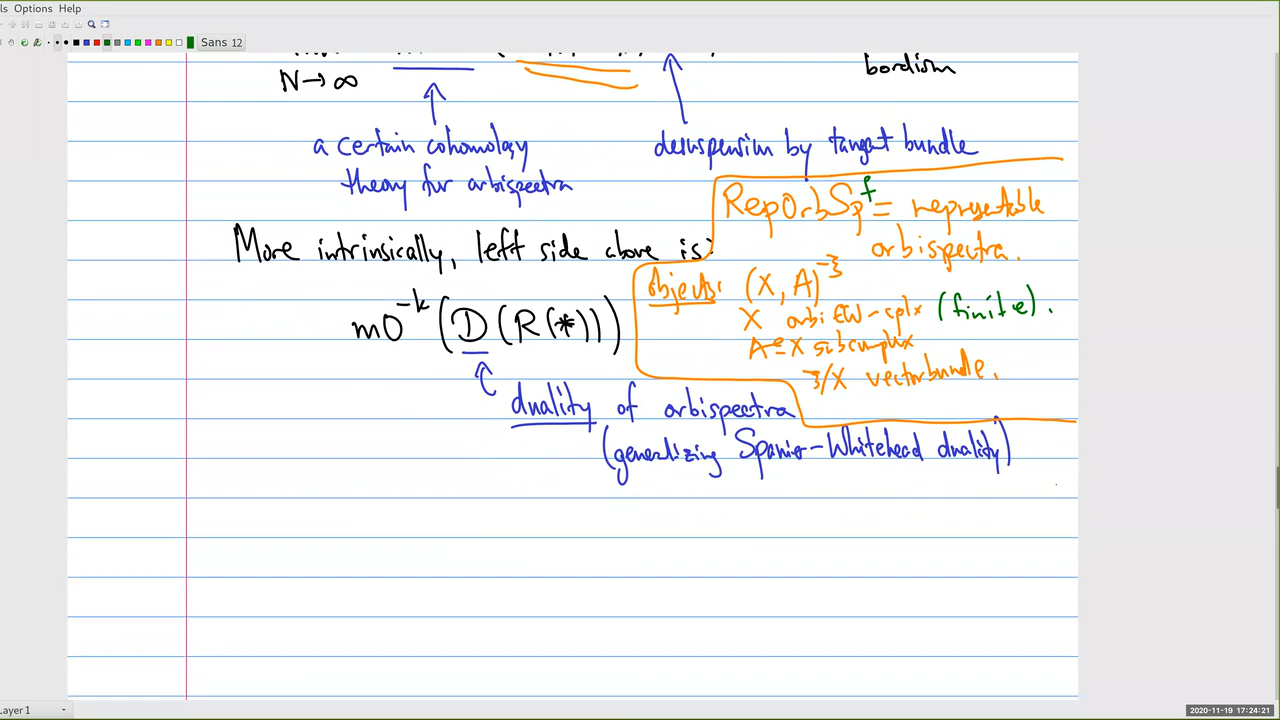 ls Options Help
Sans 12
N→∞
bordism
a certain cohomology
theory for orbispectra
desuspension by tangent bundle
More intrinsically, left side above is:
mO^{-k}(D(R(*)))
RepOrbSp^f = representable
orbispectra.
objects: (X, A)^{-ξ}
X orbi-CW-cplx (finite).
A ⊆ X subcomplex
ξ/X vector bundle.
duality of orbispectra
(generalizing Spanier-Whitehead duality)
Layer 1
2020-11-19 17:24:21